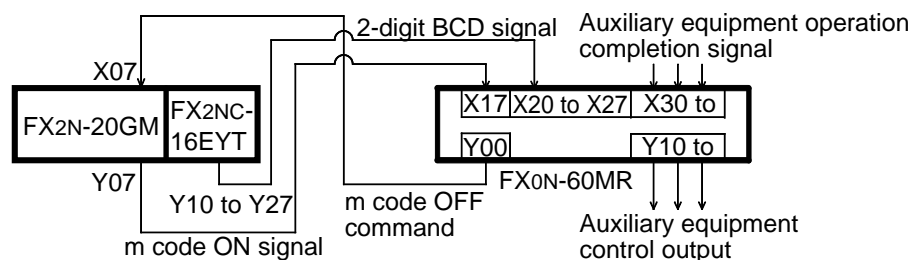 2-digit BCD signal
Auxiliary equipment operation
completion signal
X07
FX2N-20GM
FX2NC-
16EYT
X17
X20 to X27
X30 to
Y00
Y10 to
FX0N-60MR
Y07
Y10 to Y27
m code OFF
command
m code ON signal
Auxiliary equipment
control output